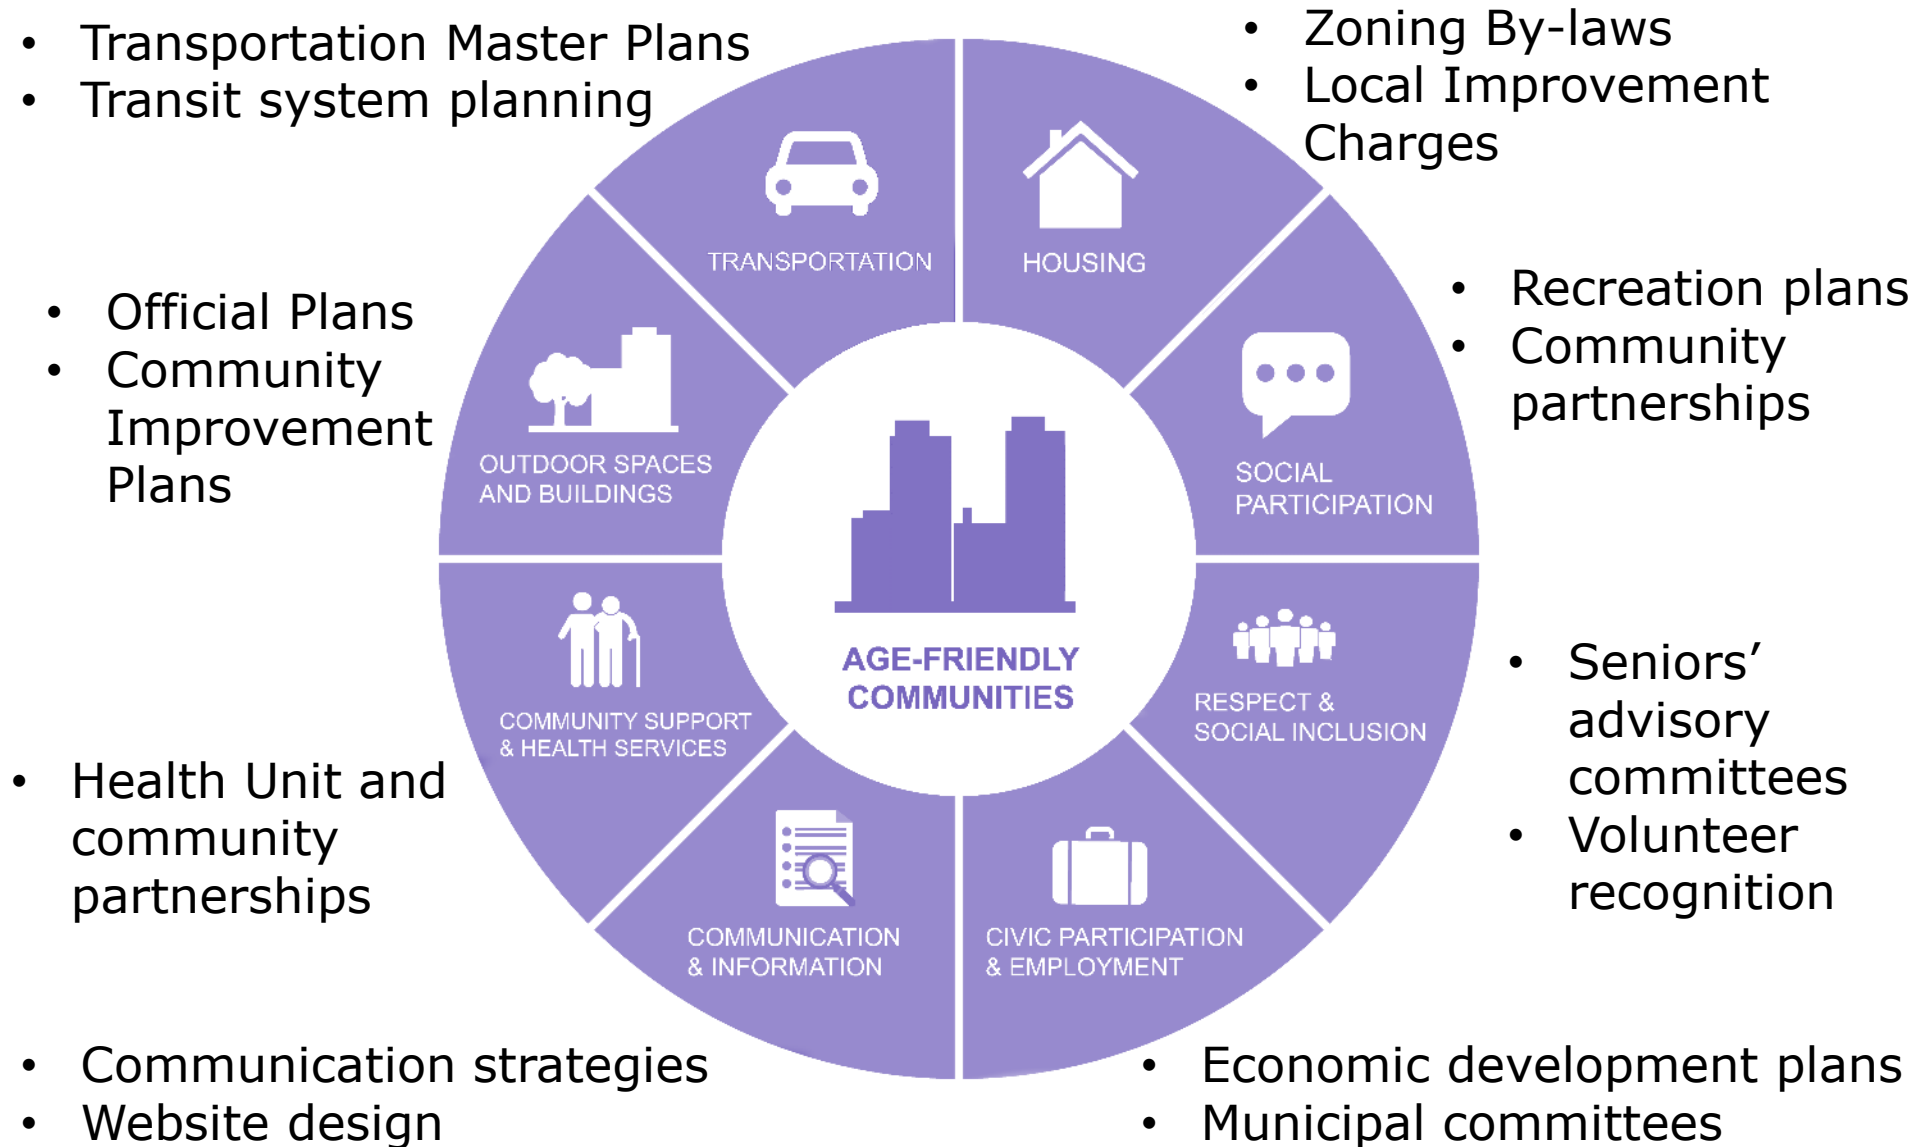 • Transportation Master Plans
• Transit system planning
• Zoning By-laws
• Local Improvement
Charges
TRANSPORTATION
HOUSING
• Official Plans
• Community
Improvement
Plans
OUTDOOR SPACES
AND BUILDINGS
• Recreation plans
• Community
partnerships
SOCIAL
PARTICIPATION
AGE-FRIENDLY
COMMUNITIES
COMMUNITY SUPPORT
& HEALTH SERVICES
• Health Unit and
community
partnerships
RESPECT &
SOCIAL INCLUSION
• Seniors’
advisory
committees
• Volunteer
recognition
COMMUNICATION
& INFORMATION
CIVIC PARTICIPATION
& EMPLOYMENT
• Communication strategies
• Website design
• Economic development plans
• Municipal committees